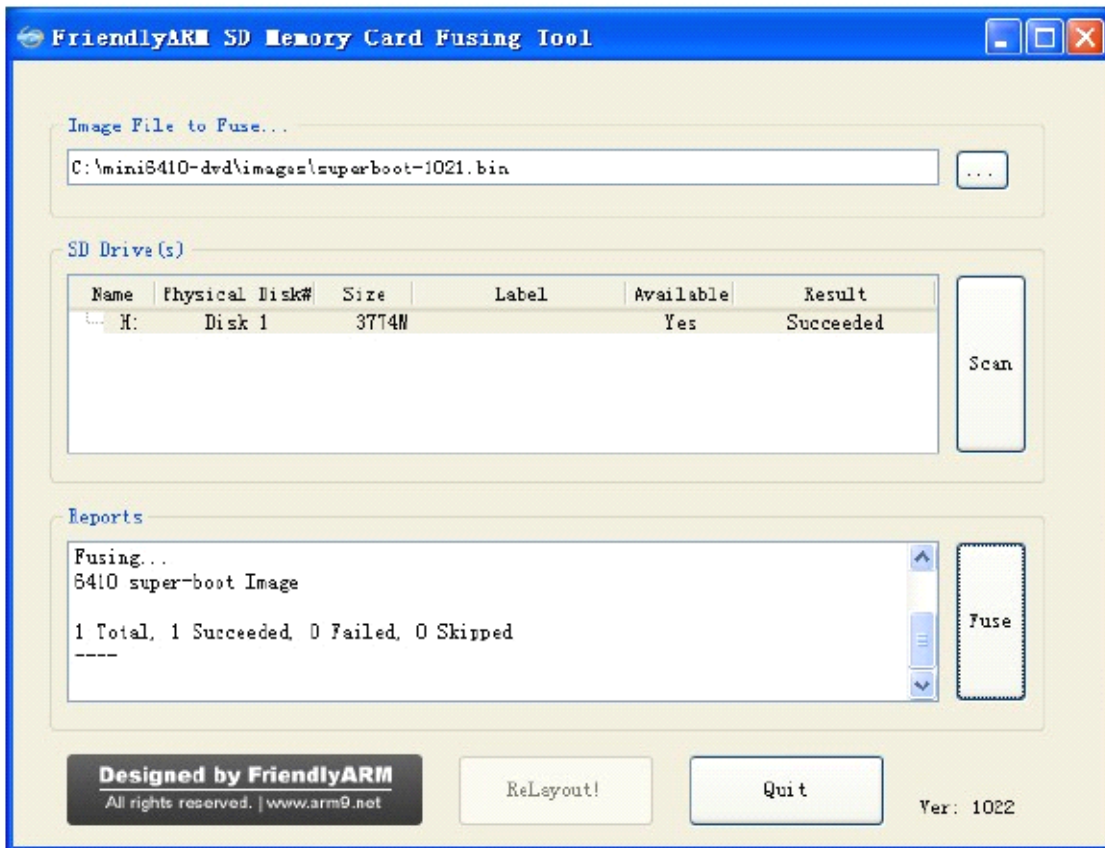 FriendlyARM SD Memory Card Fusing Tool
Image File to Fuse...
C:\mini6410-dvd\images\superboot-1021.bin
...
SD Drive(s)
Name Physical Disk# Size Label Available Result
H: Disk 1 3774M Yes Succeeded
Scan
Reports
Fusing...
6410 super-boot Image
1 Total, 1 Succeeded, 0 Failed, 0 Skipped
----
Fuse
Designed by FriendlyARM
All rights reserved. | www.arm9.net
ReLayout!
Quit
Ver: 1022